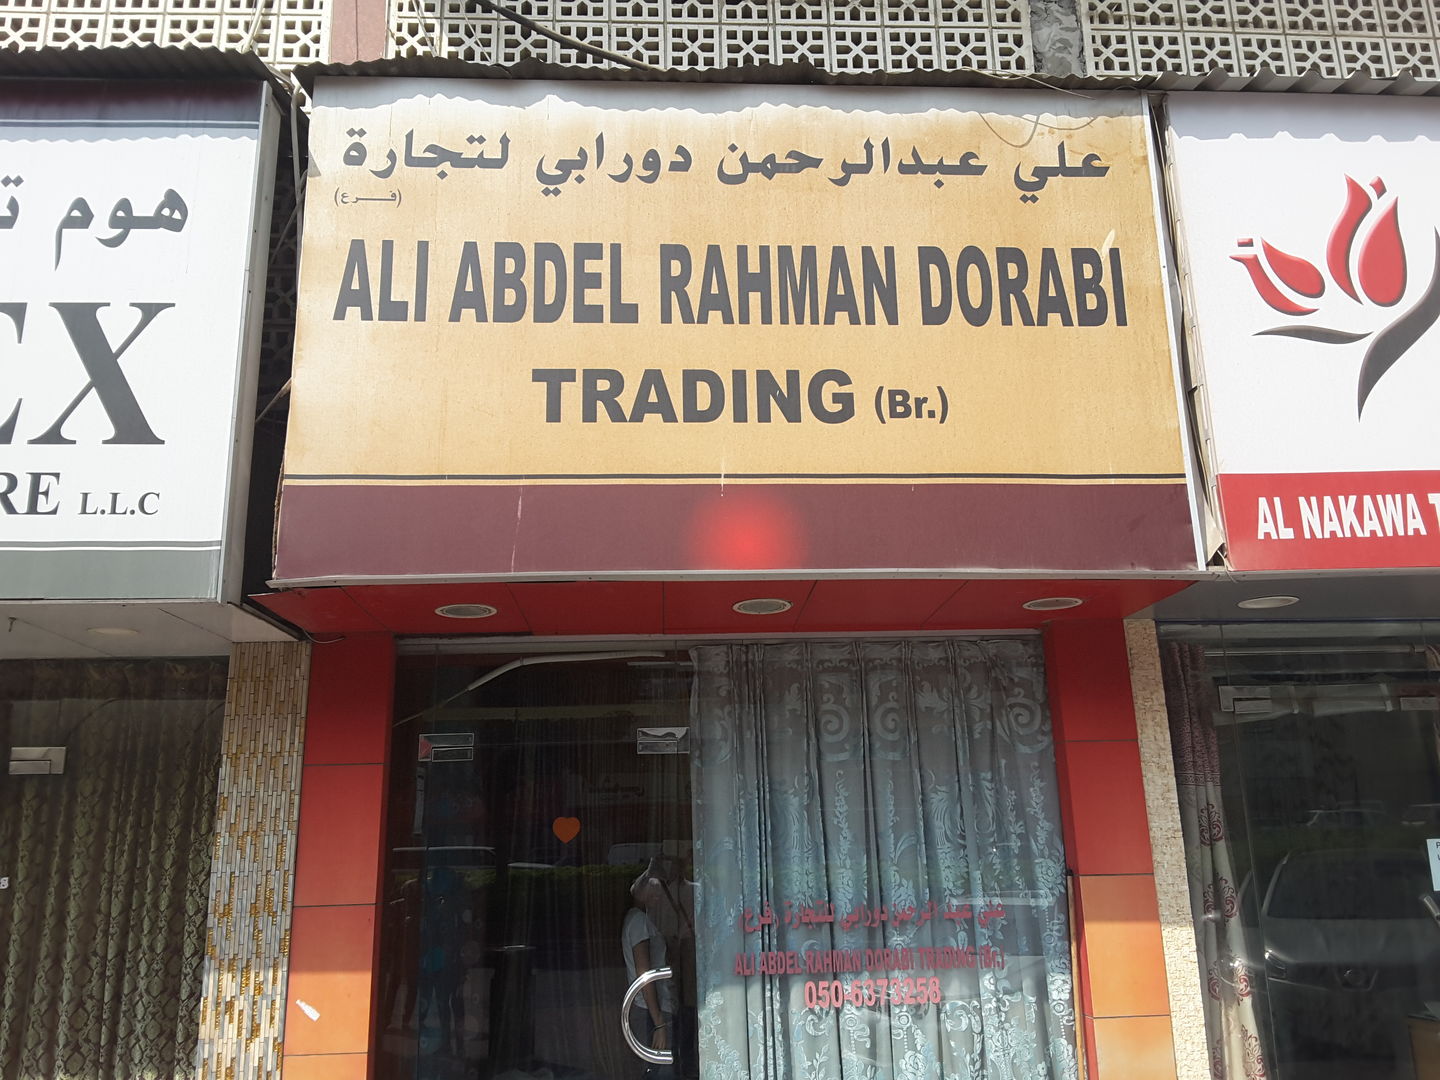 علي عبدالرحمن دورابي لتجارة
(فرع)
ALI ABDEL RAHMAN DORABI
TRADING (Br.)
هوم
EX
RE L.L.C
AL NAKAWA
علي عبد الرحمن دورابي للتجارة (فرع)
ALI ABDEL RAHMAN DORABI TRADING (Br.)
050-6373258